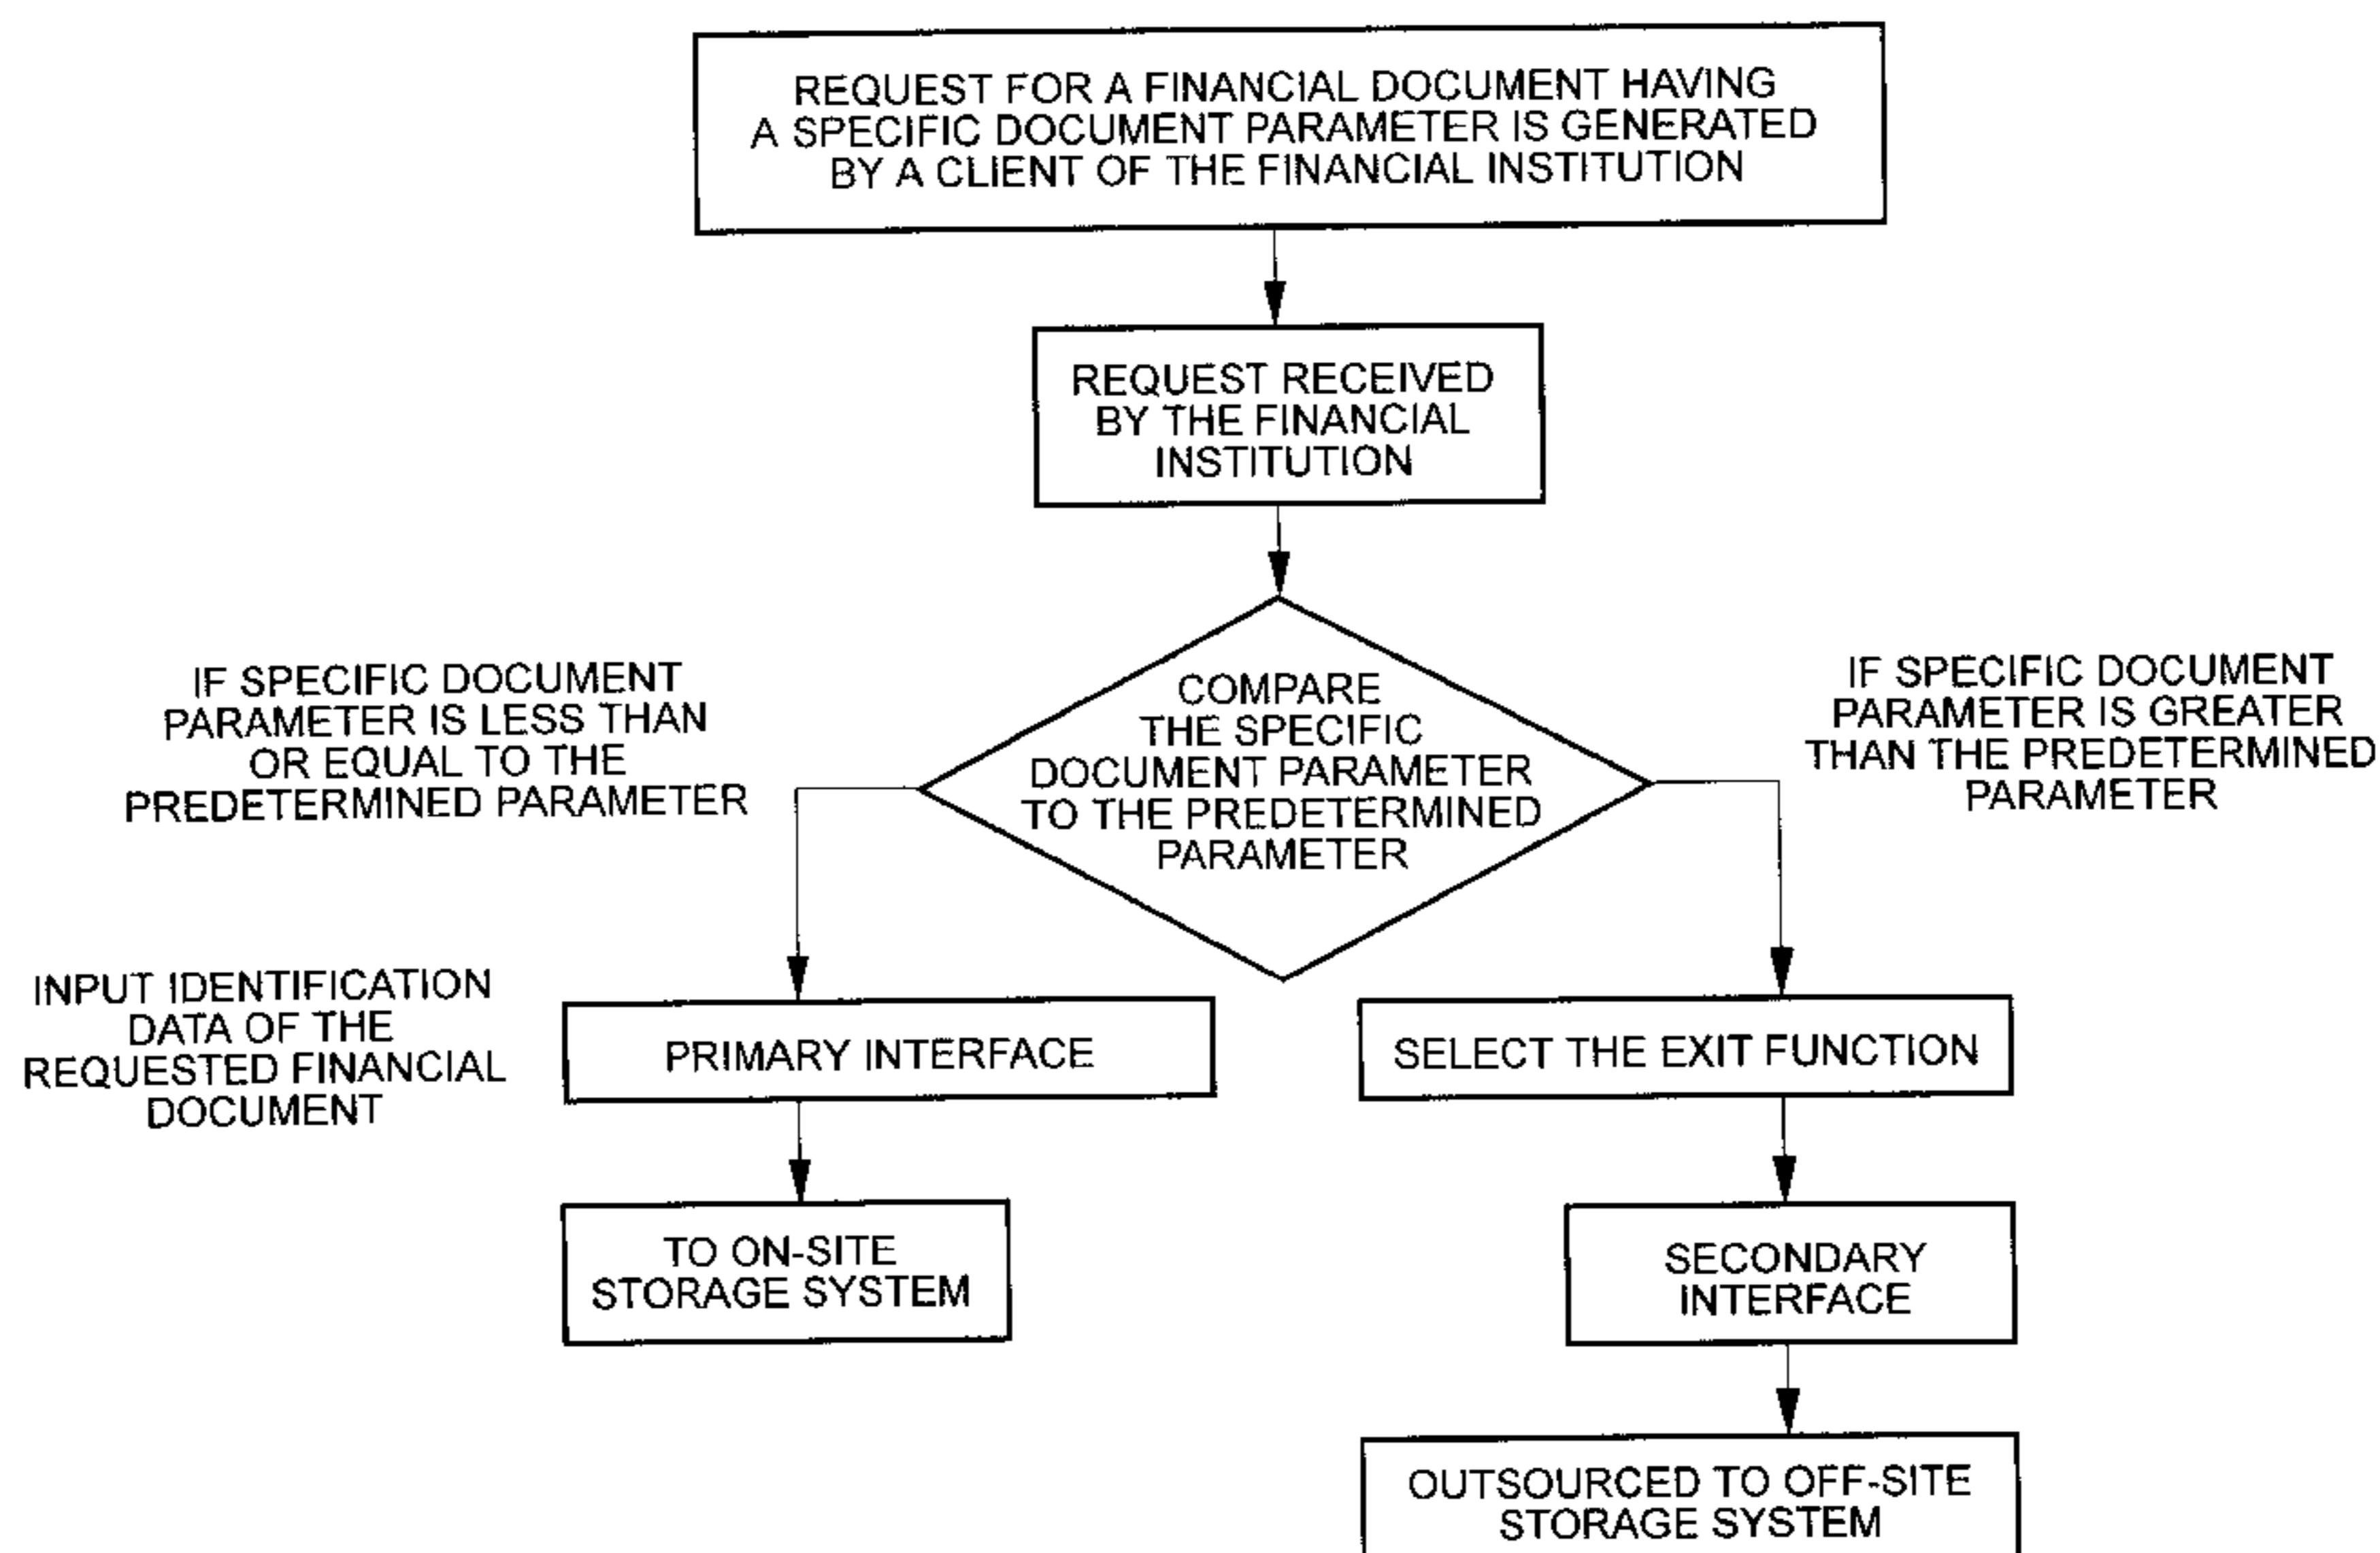 REQUEST FOR A FINANCIAL DOCUMENT HAVING
A SPECIFIC DOCUMENT PARAMETER IS GENERATED
BY A CLIENT OF THE FINANCIAL INSTITUTION
REQUEST RECEIVED
BY THE FINANCIAL
INSTITUTION
IF SPECIFIC DOCUMENT
PARAMETER IS LESS THAN
OR EQUAL TO THE
PREDETERMINED PARAMETER
COMPARE
THE SPECIFIC
DOCUMENT PARAMETER
TO THE PREDETERMINED
PARAMETER
IF SPECIFIC DOCUMENT
PARAMETER IS GREATER
THAN THE PREDETERMINED
PARAMETER
INPUT IDENTIFICATION
DATA OF THE
REQUESTED FINANCIAL
DOCUMENT
PRIMARY INTERFACE
SELECT THE EXIT FUNCTION
TO ON-SITE
STORAGE SYSTEM
SECONDARY
INTERFACE
OUTSOURCED TO OFF-SITE
STORAGE SYSTEM